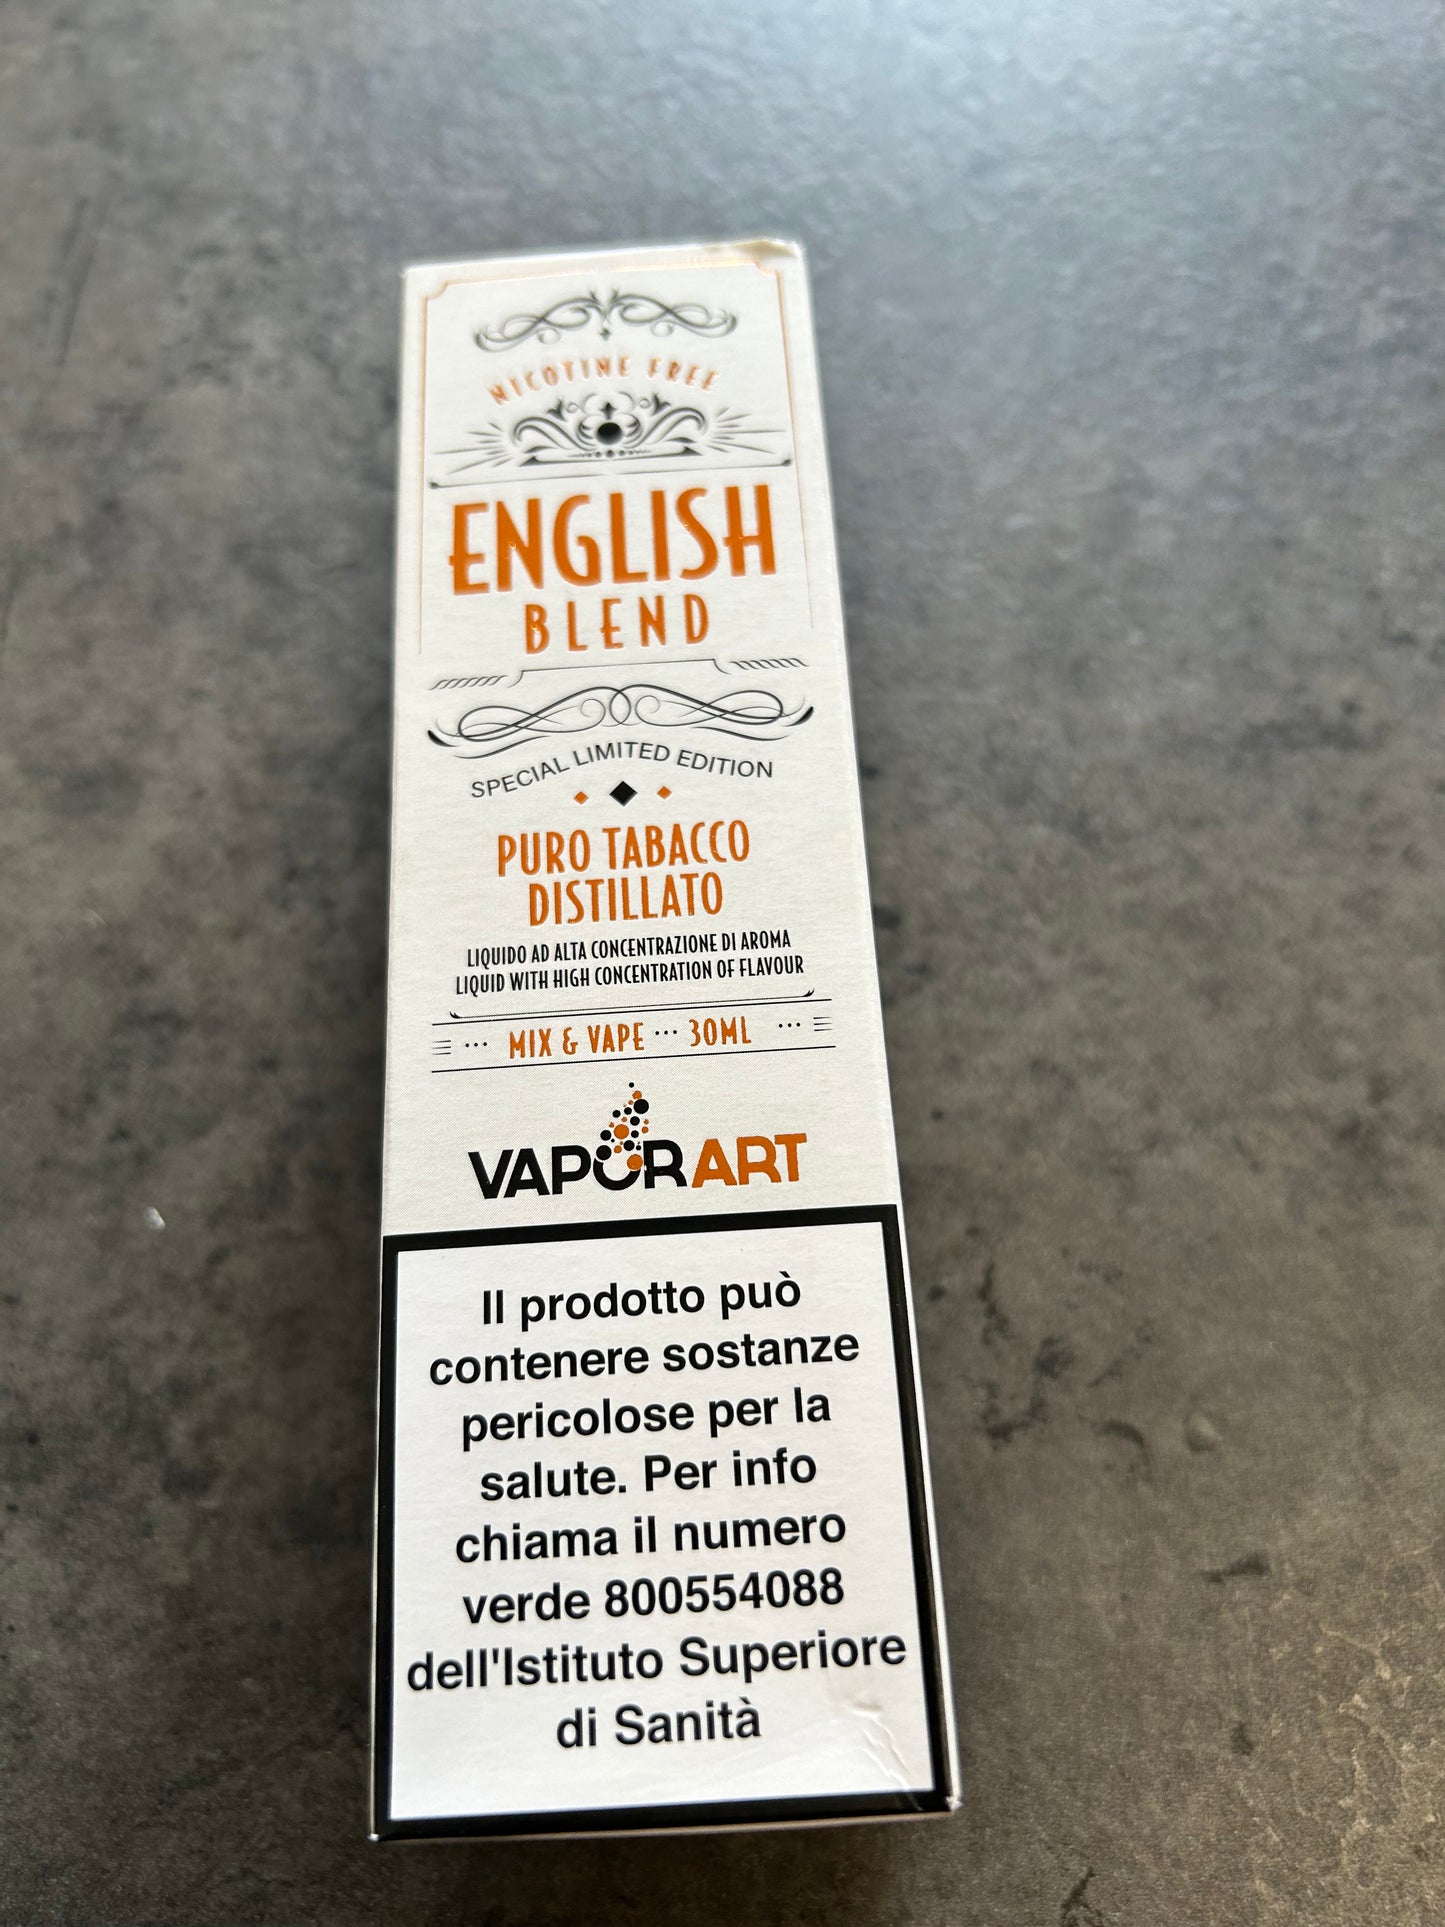 NICOTINE FREE
ENGLISH
BLEND
SPECIAL LIMITED EDITION
PURO TABACCO
DISTILLATO
LIQUIDO AD ALTA CONCENTRAZIONE DI AROMA
LIQUID WITH HIGH CONCENTRATION OF FLAVOUR
MIX & VAPE ··· 30ML ···
VAPORART
Il prodotto può
contenere sostanze
pericolose per la
salute. Per info
chiama il numero
verde 800554088
dell'Istituto Superiore
di Sanità